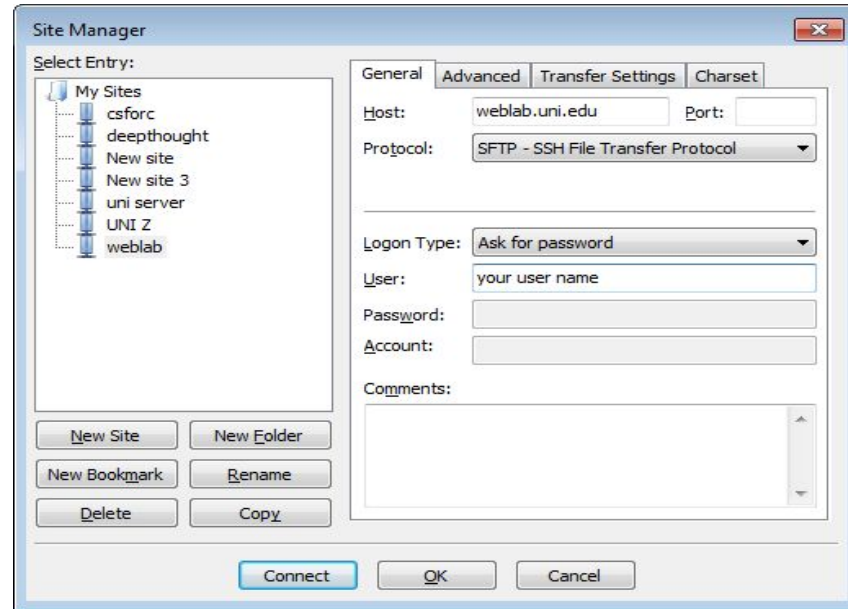 Site Manager
Select Entry:
My Sites
csforc
deepthought
New site
New site 3
uni server
UNI Z
weblab
New Site
New Folder
New Bookmark
Rename
Delete
Copy
General Advanced Transfer Settings Charset
Host: weblab.uni.edu Port:
Protocol: SFTP - SSH File Transfer Protocol
Logon Type: Ask for password
User: your user name
Password:
Account:
Comments:
Connect OK Cancel